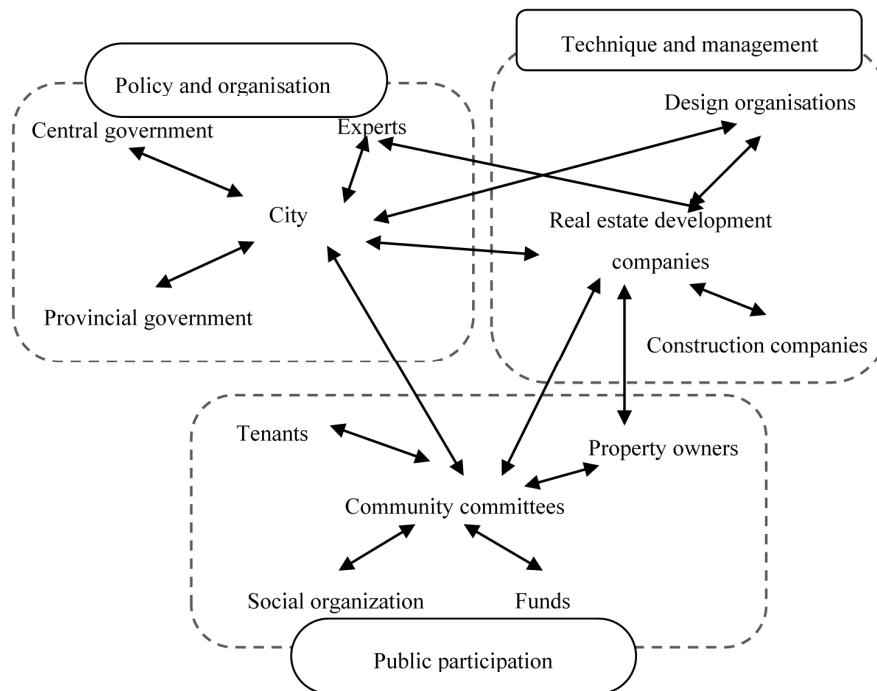 Policy and organisation
Technique and management
Central government
Experts
Design organisations
City
Real estate development
companies
Provincial government
Construction companies
Tenants
Property owners
Community committees
Social organization
Funds
Public participation